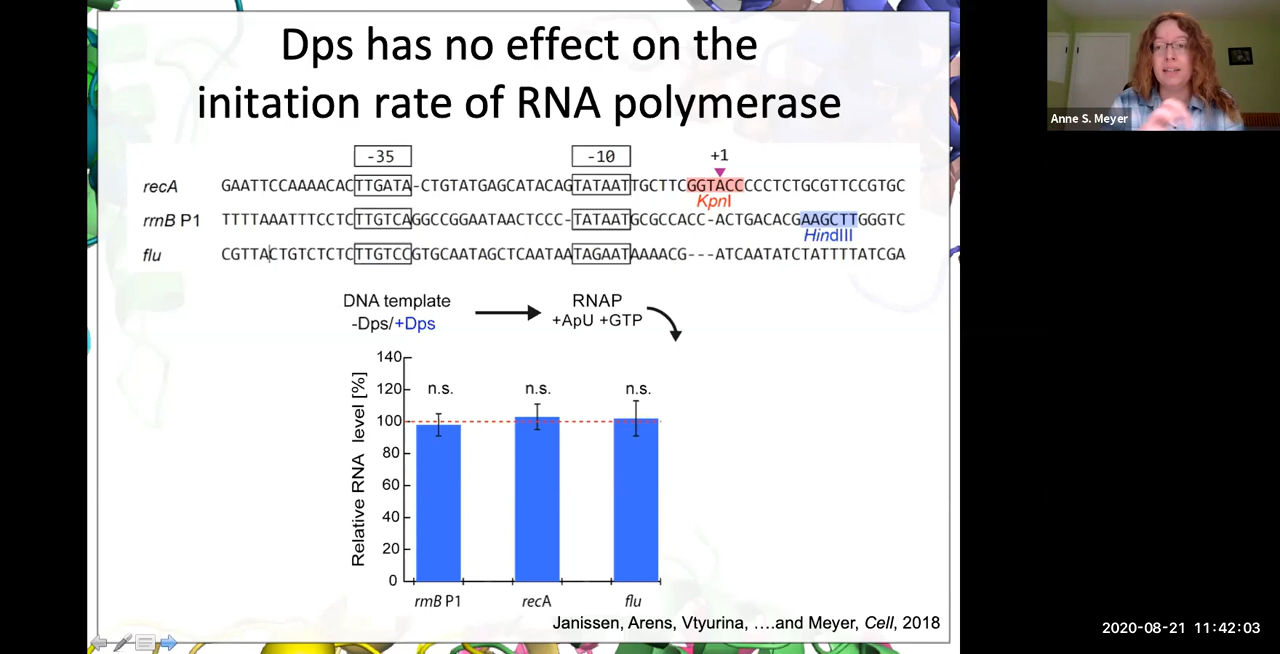 Dps has no effect on the
initation rate of RNA polymerase
-35 -10 +1
recA GAATTCCAAAACACTTGATA-CTGTATGAGCATACAGTATAATTGCTTCGGTACCCCCTCTGCGTTCCGTGC
KpnI
rrnB P1 TTTTAAATTTCCTCTTGTCAGGCCGGAATAACTCCC-TATAATGCGCCACC-ACTGACACGAAGCTTGGGTC
HindIII
flu CGTTACTGTCTCTCTTGTCCGTGCAATAGCTCAATAATAGAATAAAACG---ATCAATATCTATTTTATCGA
DNA template
-Dps/+Dps
RNAP
+ApU +GTP
Relative RNA level [%]
140
120
100
80
60
40
20
0
n.s. n.s. n.s.
rrnB P1 recA flu
Janissen, Arens, Vtyurina, ….and Meyer, Cell, 2018
Anne S. Meyer
2020-08-21 11:42:03